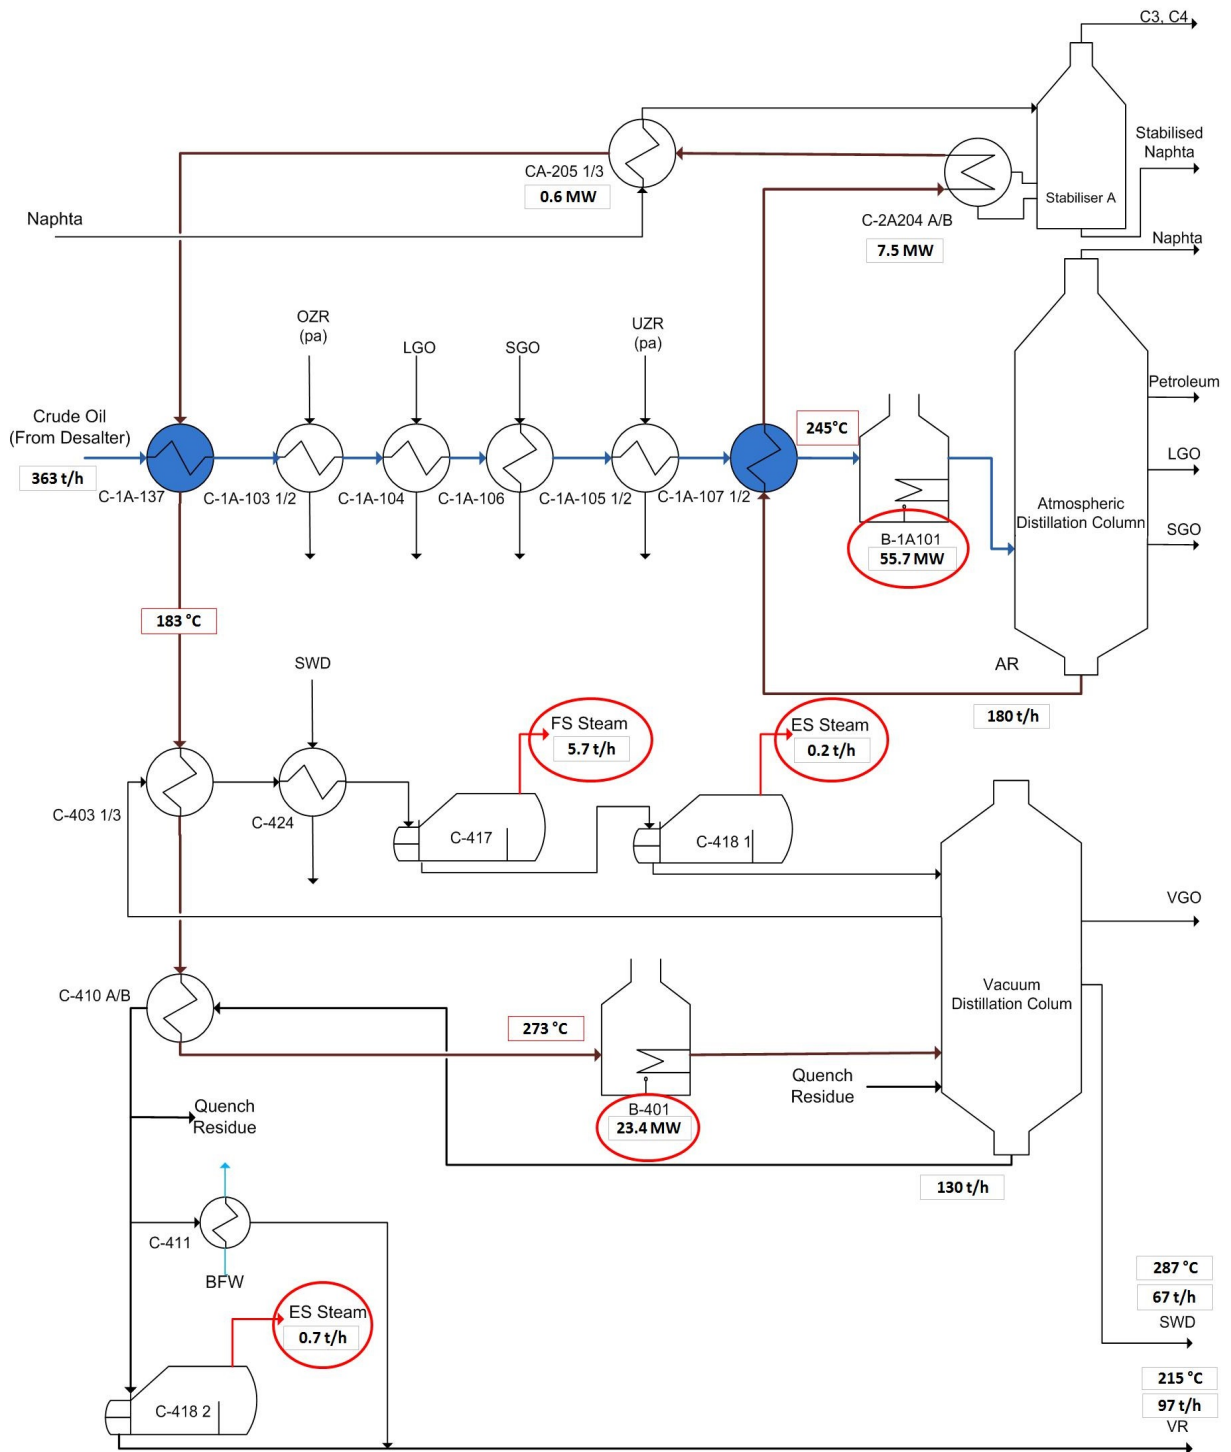 C3, C4
Stabilised
Naphta
CA-205 1/3
0.6 MW
Stabiliser A
Naphta
C-2A204 A/B
7.5 MW
Naphta
OZR
(pa)
LGO
SGO
UZR
(pa)
Petroleum
Crude Oil
(From Desalter)
363 t/h
245°C
LGO
C-1A-137
C-1A-103 1/2
C-1A-104
C-1A-106
C-1A-105 1/2
C-1A-107 1/2
Atmospheric
Distillation Column
SGO
B-1A101
55.7 MW
183 °C
SWD
AR
180 t/h
FS Steam
5.7 t/h
ES Steam
0.2 t/h
C-403 1/3
C-424
C-417
C-418 1
VGO
C-410 A/B
Vacuum
Distillation Colum
273 °C
Quench
Residue
B-401
23.4 MW
Quench
Residue
130 t/h
C-411
BFW
287 °C
67 t/h
SWD
ES Steam
0.7 t/h
215 °C
97 t/h
VR
C-418 2